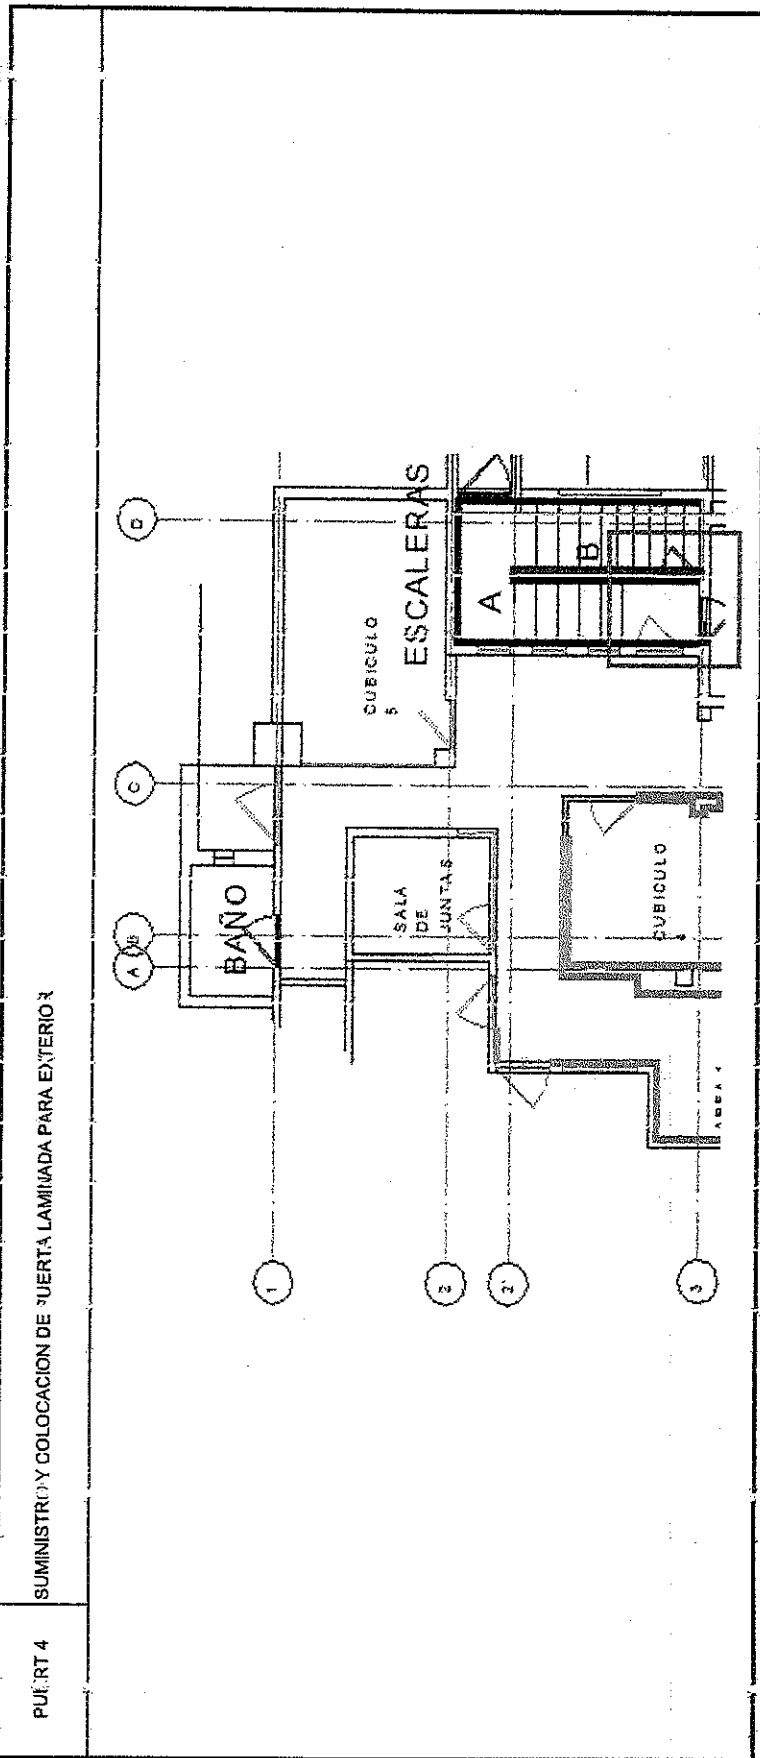 PUERT 4
SUMINISTRO Y COLOCACION DE PUERTA LAMINADA PARA EXTERIOR
A
B
C
D
BAÑO
CUBICULO
5
ESCALERAS
SALA
DE
JUNTAS
A
B
CUBICULO
1
2
2'
3